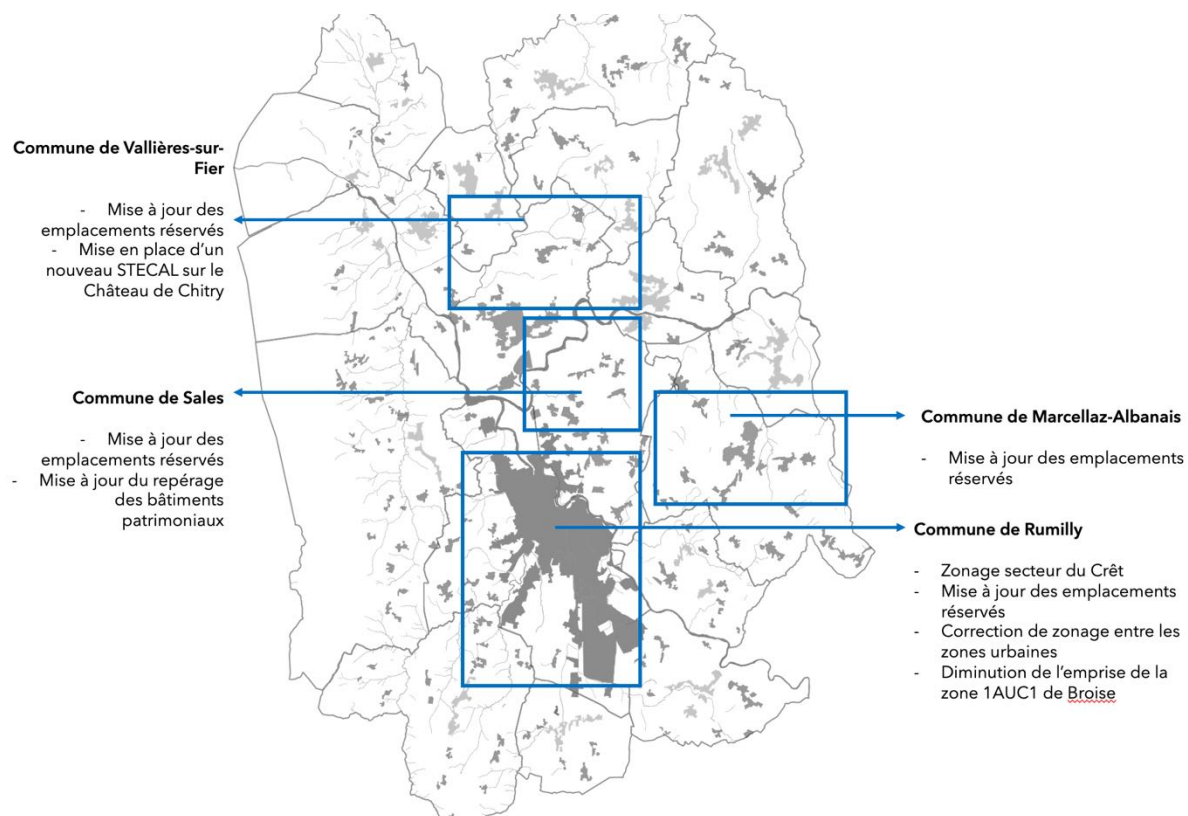 Commune de Vallières-sur-
Fier
- Mise à jour des
emplacements réservés
- Mise en place d'un
nouveau STECAL sur le
Château de Chitry
Commune de Sales
- Mise à jour des
emplacements réservés
- Mise à jour du repérage
des bâtiments
patrimoniaux
Commune de Marcellaz-Albanais
- Mise à jour des emplacements
réservés
Commune de Rumilly
- Zonage secteur du Crêt
- Mise à jour des emplacements
réservés
- Correction de zonage entre les
zones urbaines
- Diminution de l'emprise de la
zone 1AUC1 de Broise